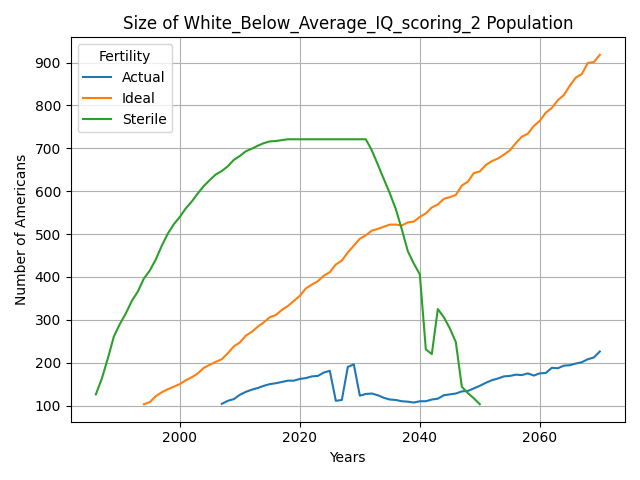 Size of White_Below_Average_IQ_scoring_2 Population
Fertility
Actual
Ideal
Sterile
Number of Americans
900
800
700
600
500
400
300
200
100
2000
2020
2040
2060
Years